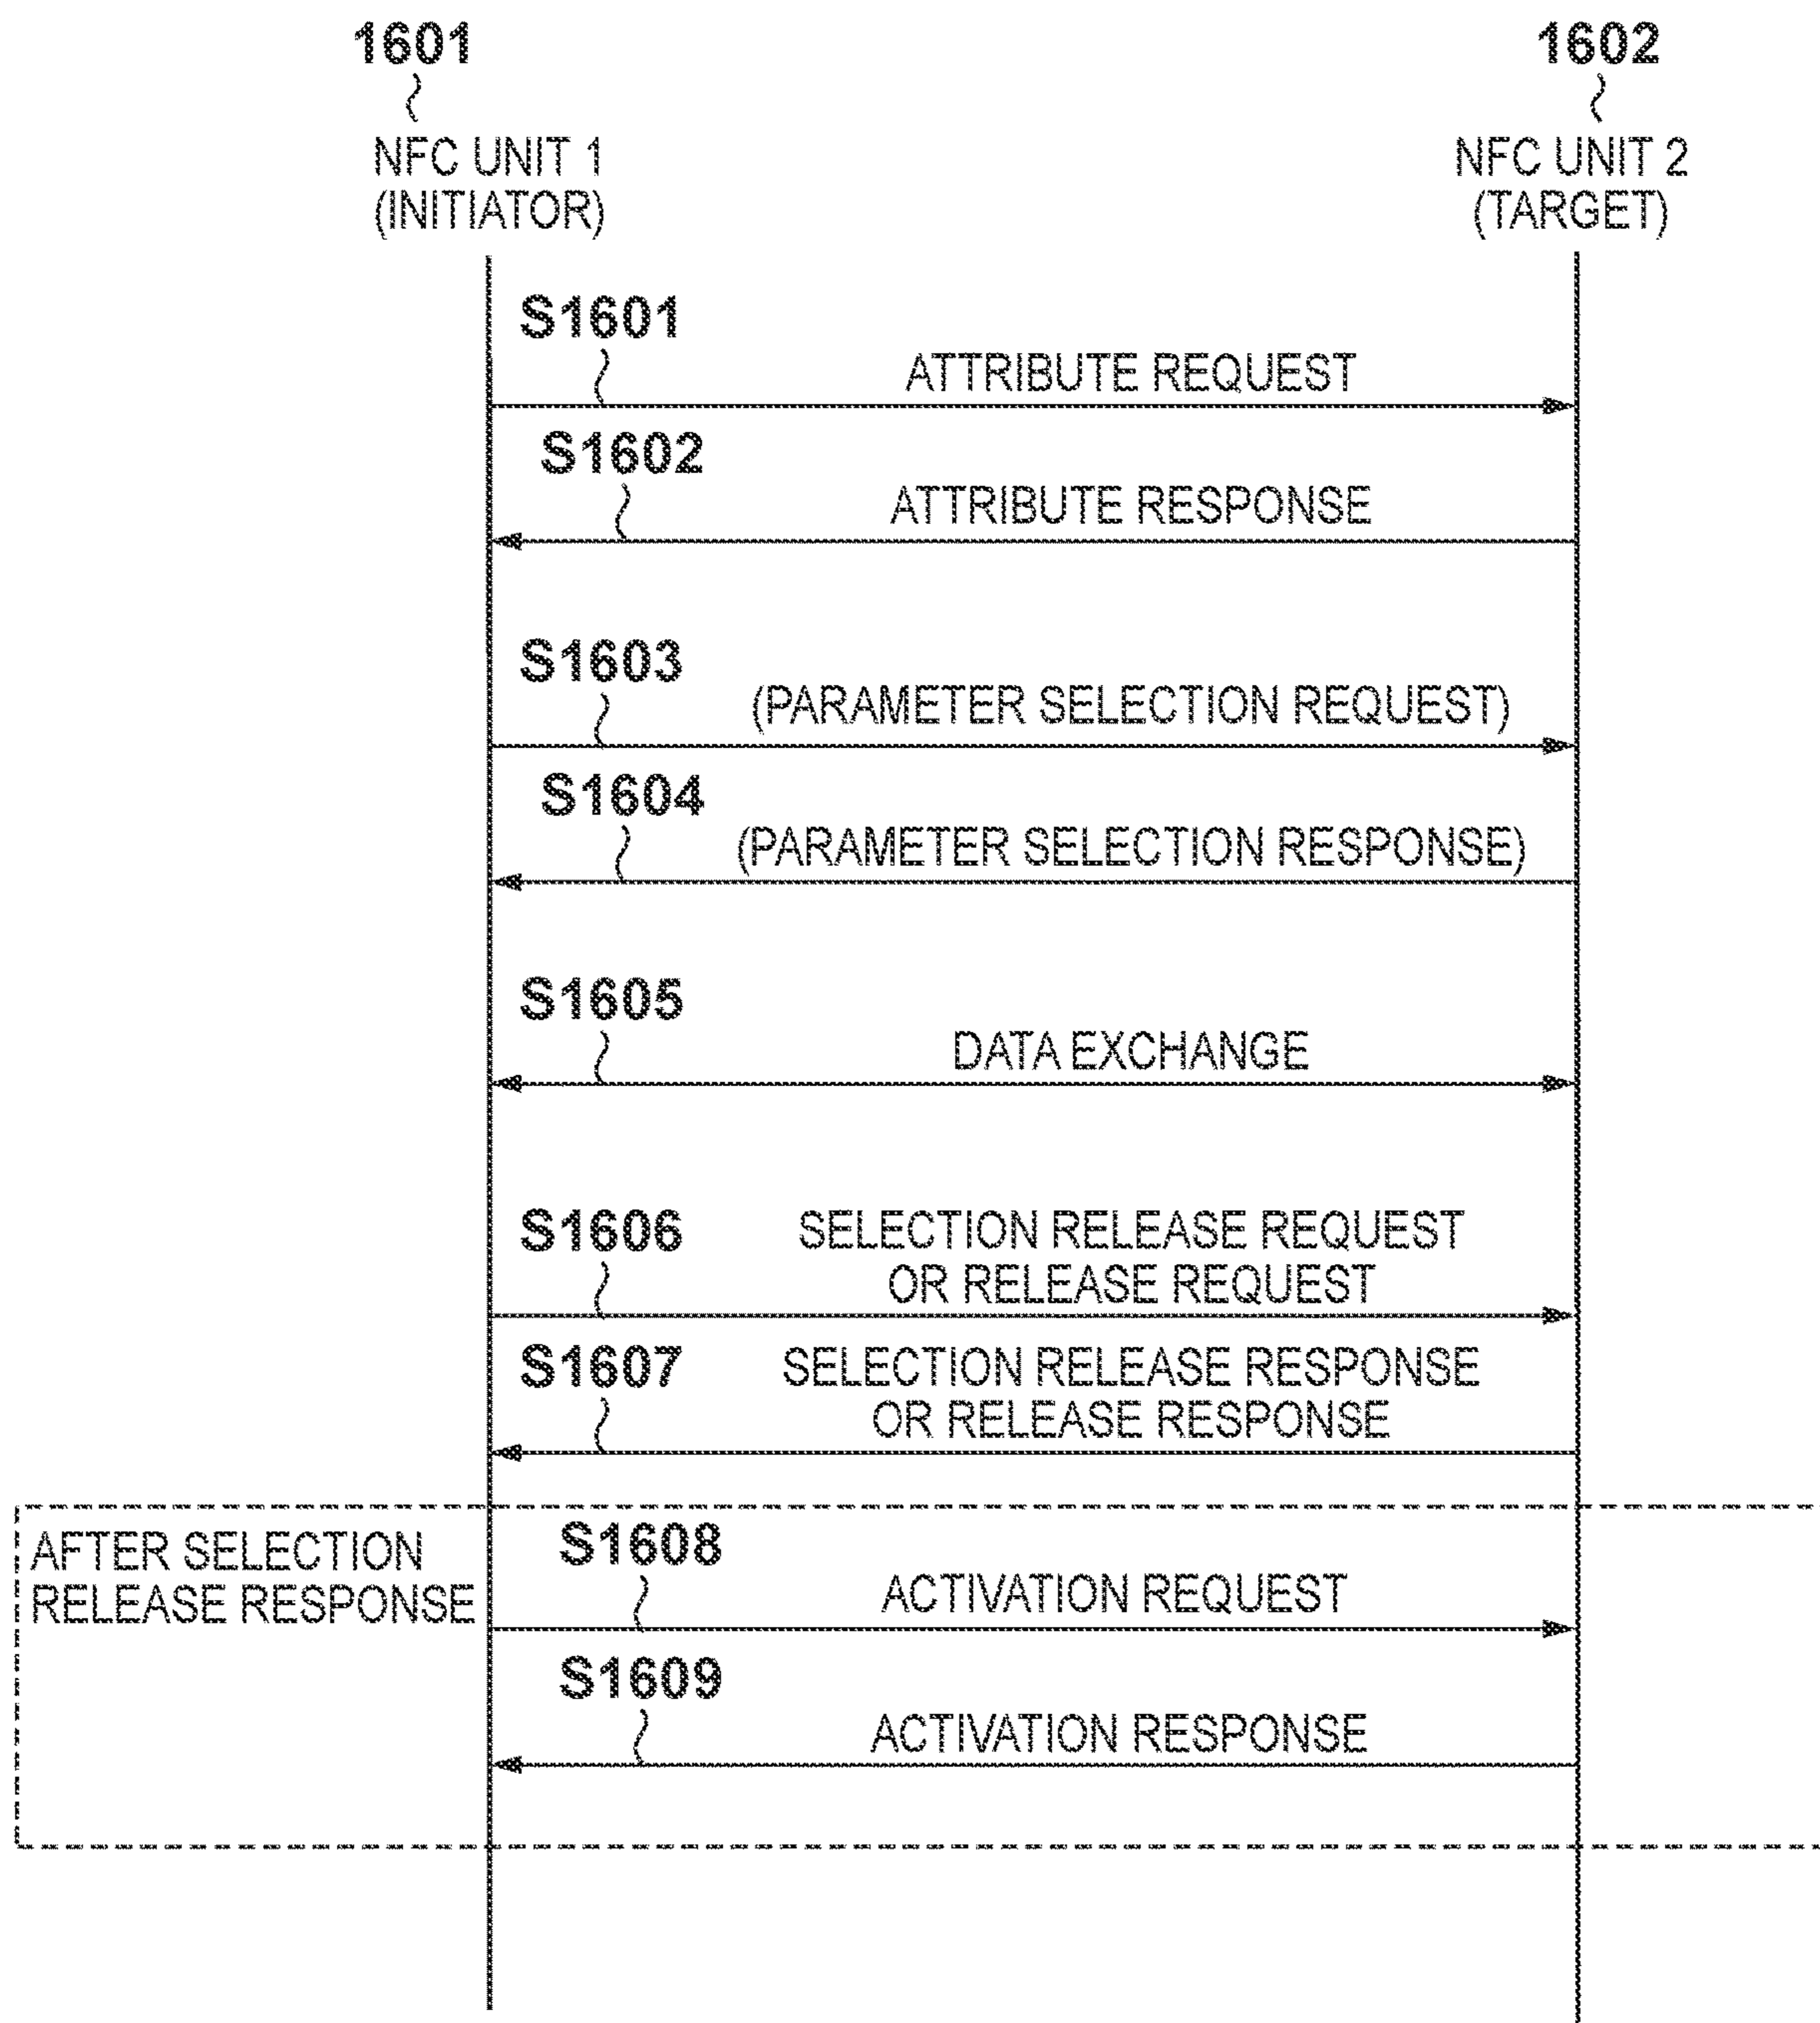 1601
1602
NFC UNIT 1
(INITIATOR)
NFC UNIT 2
(TARGET)
S1601
ATTRIBUTE REQUEST
S1602
ATTRIBUTE RESPONSE
S1603
(PARAMETER SELECTION REQUEST)
S1604
(PARAMETER SELECTION RESPONSE)
S1605
DATA EXCHANGE
S1606
SELECTION RELEASE REQUEST
OR RELEASE REQUEST
S1607
SELECTION RELEASE RESPONSE
OR RELEASE RESPONSE
AFTER SELECTION
RELEASE RESPONSE
S1608
ACTIVATION REQUEST
S1609
ACTIVATION RESPONSE